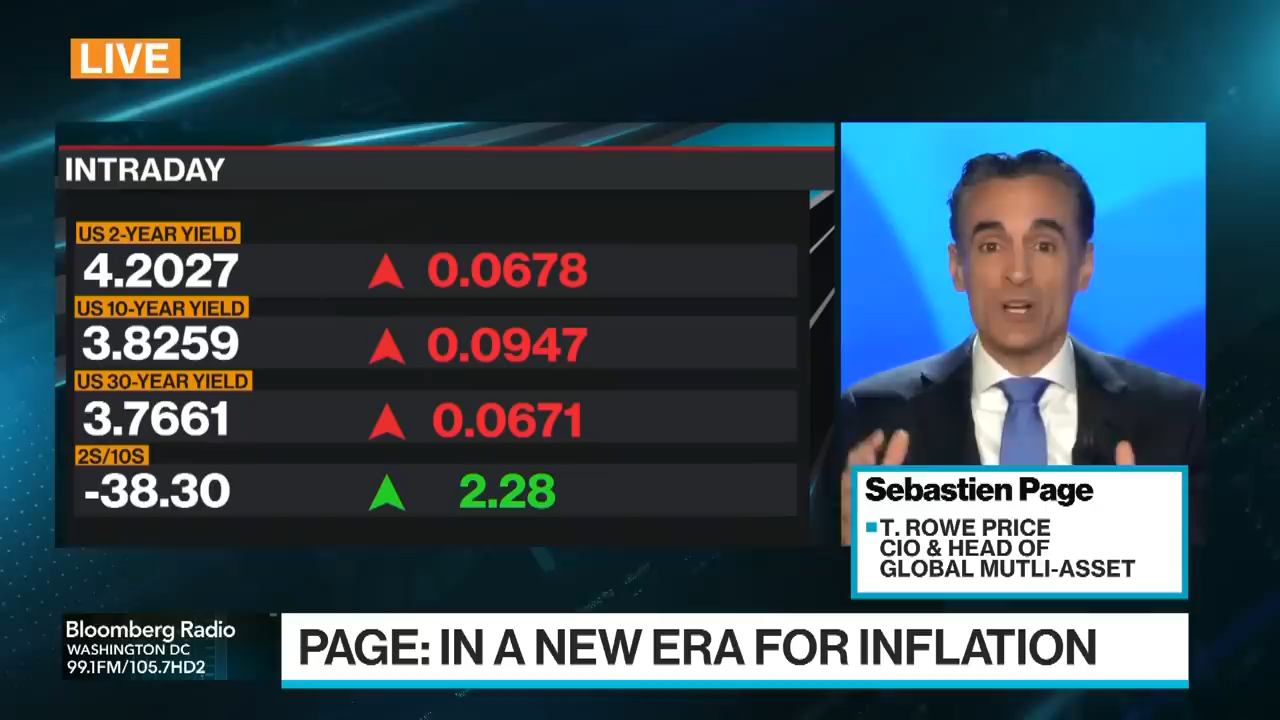 LIVE
INTRADAY
US 2-YEAR YIELD
4.2027 0.0678
US 10-YEAR YIELD
3.8259 0.0947
US 30-YEAR YIELD
3.7661 0.0671
2S/10S
-38.30 2.28
Sebastien Page
T. ROWE PRICE
CIO & HEAD OF
GLOBAL MUTLI-ASSET
Bloomberg Radio
WASHINGTON DC
99.1FM/105.7HD2
PAGE: IN A NEW ERA FOR INFLATION